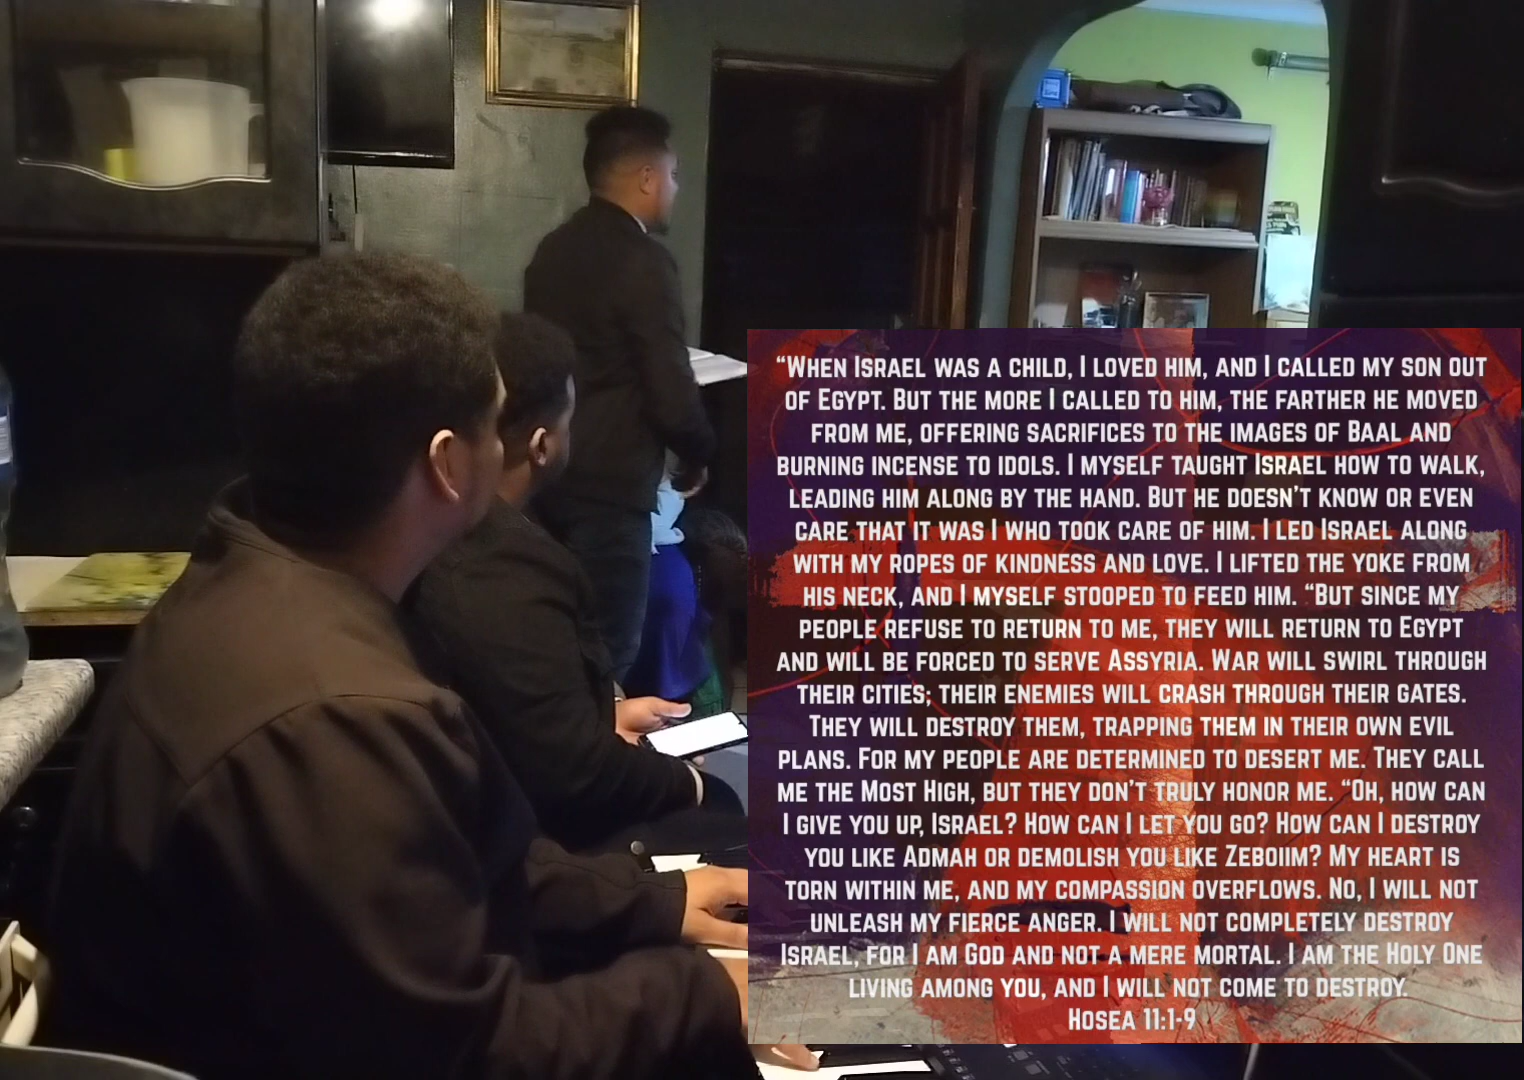 “When Israel was a child, I loved him, and I called my son out
of Egypt. But the more I called to him, the farther he moved
from me, offering sacrifices to the images of Baal and
burning incense to idols. I myself taught Israel how to walk,
leading him along by the hand. But he doesn’t know or even
care that it was I who took care of him. I led Israel along
with my ropes of kindness and love. I lifted the yoke from
his neck, and I myself stooped to feed him. “But since my
people refuse to return to me, they will return to Egypt
and will be forced to serve Assyria. War will swirl through
their cities; their enemies will crash through their gates.
They will destroy them, trapping them in their own evil
plans. For my people are determined to desert me. They call
me the Most High, but they don’t truly honor me. “Oh, how can
I give you up, Israel? How can I let you go? How can I destroy
you like Admah or demolish you like Zeboiim? My heart is
torn within me, and my compassion overflows. No, I will not
unleash my fierce anger. I will not completely destroy
Israel, for I am God and not a mere mortal. I am the Holy One
living among you, and I will not come to destroy.
Hosea 11:1-9